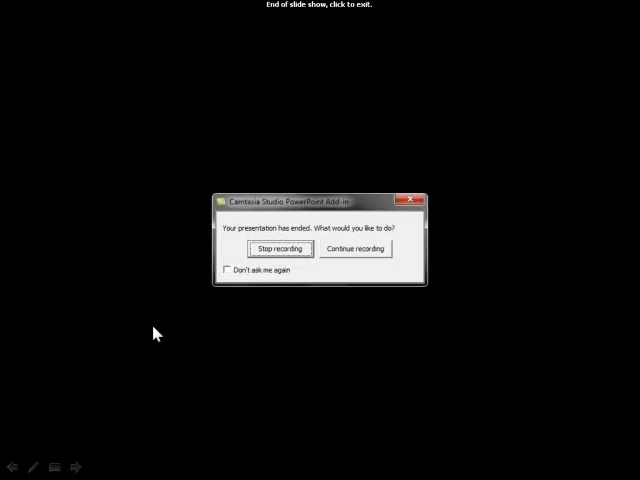 End of slide show, click to exit.
Camtasia Studio PowerPoint Add-in
Your presentation has ended. What would you like to do?
Stop recording Continue recording
Don't ask me again